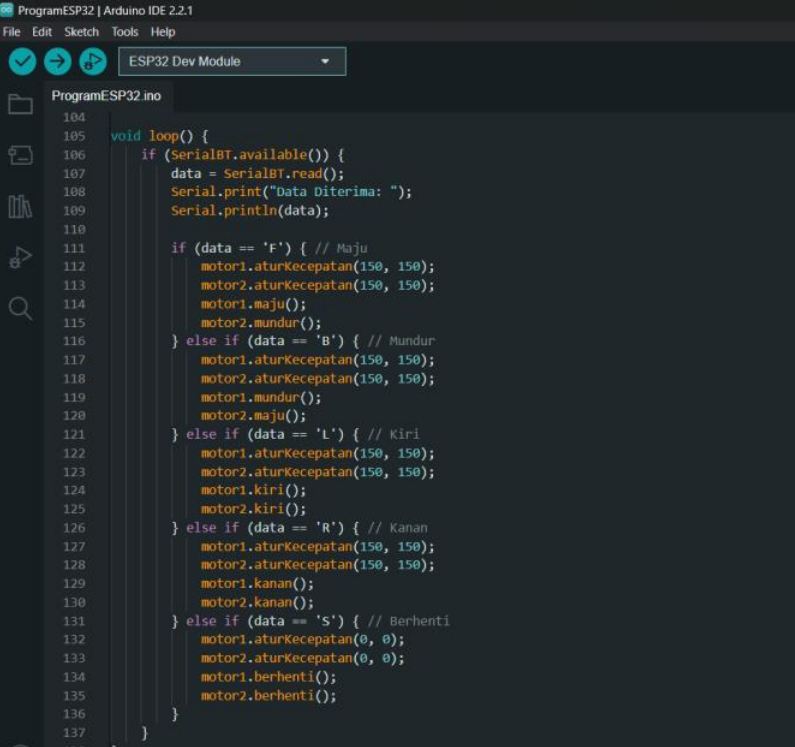 ProgramESP32 | Arduino IDE 2.2.1
File Edit Sketch Tools Help
ESP32 Dev Module
ProgramESP32.ino
104
105 void loop() {
106 if (SerialBT.available()) {
107 data = SerialBT.read();
108 Serial.print("Data Diterima: ");
109 Serial.println(data);
110
111 if (data == 'F') { // Maju
112 motor1.aturKecepatan(150, 150);
113 motor2.aturKecepatan(150, 150);
114 motor1.maju();
115 motor2.mundur();
116 } else if (data == 'B') { // Mundur
117 motor1.aturKecepatan(150, 150);
118 motor2.aturKecepatan(150, 150);
119 motor1.mundur();
120 motor2.maju();
121 } else if (data == 'L') { // Kiri
122 motor1.aturKecepatan(150, 150);
123 motor2.aturKecepatan(150, 150);
124 motor1.kiri();
125 motor2.kiri();
126 } else if (data == 'R') { // Kanan
127 motor1.aturKecepatan(150, 150);
128 motor2.aturKecepatan(150, 150);
129 motor1.kanan();
130 motor2.kanan();
131 } else if (data == 'S') { // Berhenti
132 motor1.aturKecepatan(0, 0);
133 motor2.aturKecepatan(0, 0);
134 motor1.berhenti();
135 motor2.berhenti();
136 }
137 }